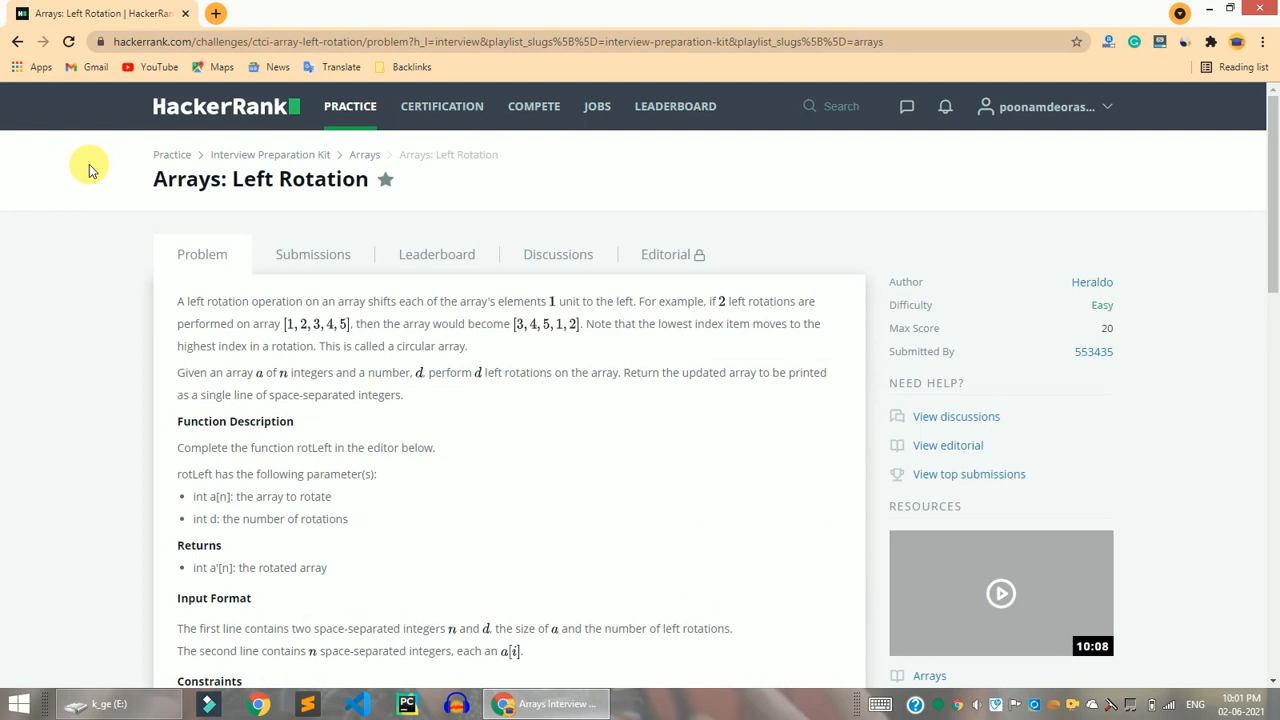 Arrays: Left Rotation | HackerRan
hackerrank.com/challenges/ctci-array-left-rotation/problem?h_l=interview&playlist_slugs%5B%5D=interview-preparation-kit&playlist_slugs%5B%5D=arrays
Apps Gmail YouTube Maps News Translate Backlinks Reading list
HackerRank PRACTICE CERTIFICATION COMPETE JOBS LEADERBOARD Search poonamdeoras...
Practice > Interview Preparation Kit > Arrays > Arrays: Left Rotation
Arrays: Left Rotation
Problem Submissions Leaderboard Discussions Editorial
A left rotation operation on an array shifts each of the array's elements 1 unit to the left. For example, if 2 left rotations are
performed on array [1, 2, 3, 4, 5], then the array would become [3, 4, 5, 1, 2]. Note that the lowest index item moves to the
highest index in a rotation. This is called a circular array.
Given an array a of n integers and a number, d, perform d left rotations on the array. Return the updated array to be printed
as a single line of space-separated integers.
Function Description
Complete the function rotLeft in the editor below.
rotLeft has the following parameter(s):
• int a[n]: the array to rotate
• int d: the number of rotations
Returns
• int a'[n]: the rotated array
Input Format
The first line contains two space-separated integers n and d, the size of a and the number of left rotations.
The second line contains n space-separated integers, each an a[i].
Constraints
Author Heraldo
Difficulty Easy
Max Score 20
Submitted By 553435
NEED HELP?
View discussions
View editorial
View top submissions
RESOURCES
10:08
Arrays
k_ge (E:) PC Arrays Interview ... ENG 10:01 PM
02-06-2021